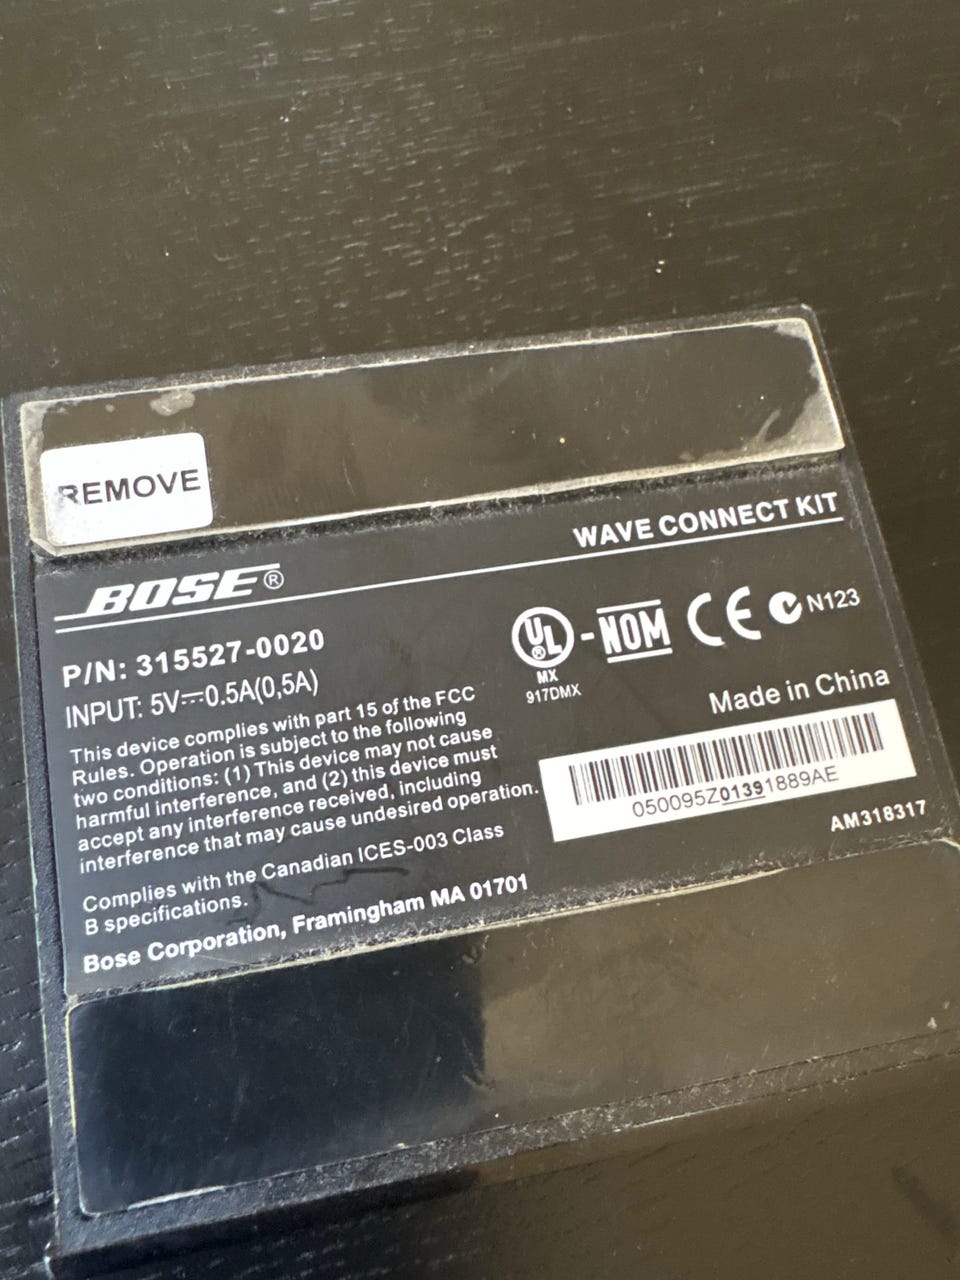 REMOVE
WAVE CONNECT KIT
BOSE®
P/N: 315527-0020
INPUT: 5V⎓0.5A(0,5A)
This device complies with part 15 of the FCC
Rules. Operation is subject to the following
two conditions: (1) This device may not cause
harmful interference, and (2) this device must
accept any interference received, including
interference that may cause undesired operation.
Complies with the Canadian ICES-003 Class
B specifications.
Bose Corporation, Framingham MA 01701
UL® - NOM CE N123
MX
917DMX
Made in China
050095Z01391889AE
AM318317